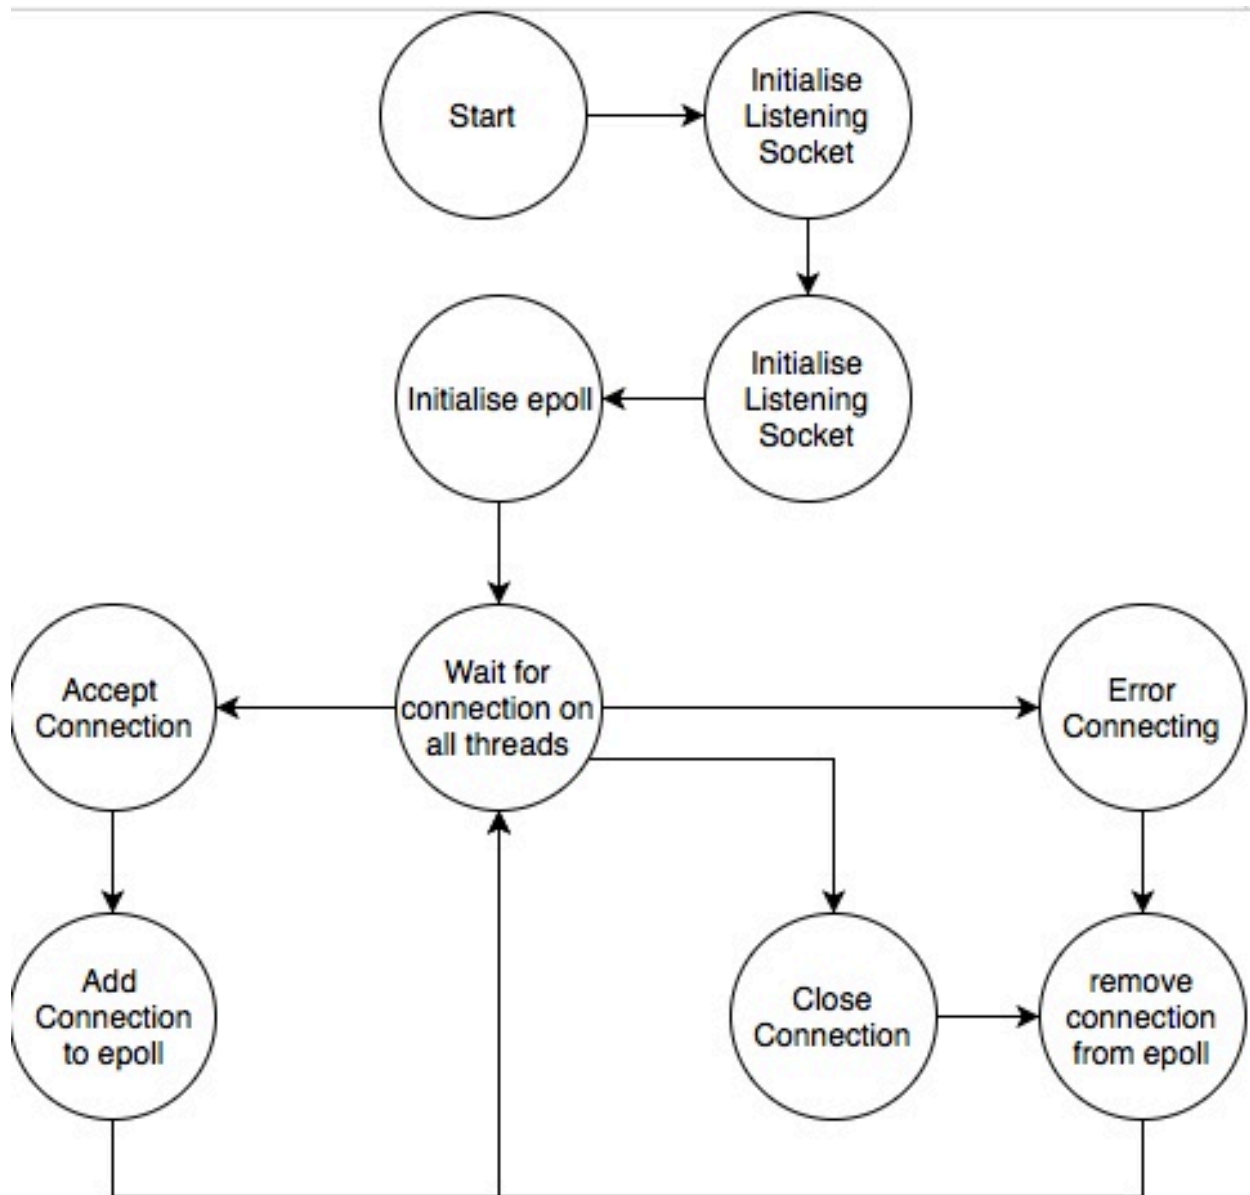 Start
Initialise
Listening
Socket
Initialise epoll
Initialise
Listening
Socket
Accept
Connection
Wait for
connection on
all threads
Error
Connecting
Add
Connection
to epoll
Close
Connection
remove
connection
from epoll